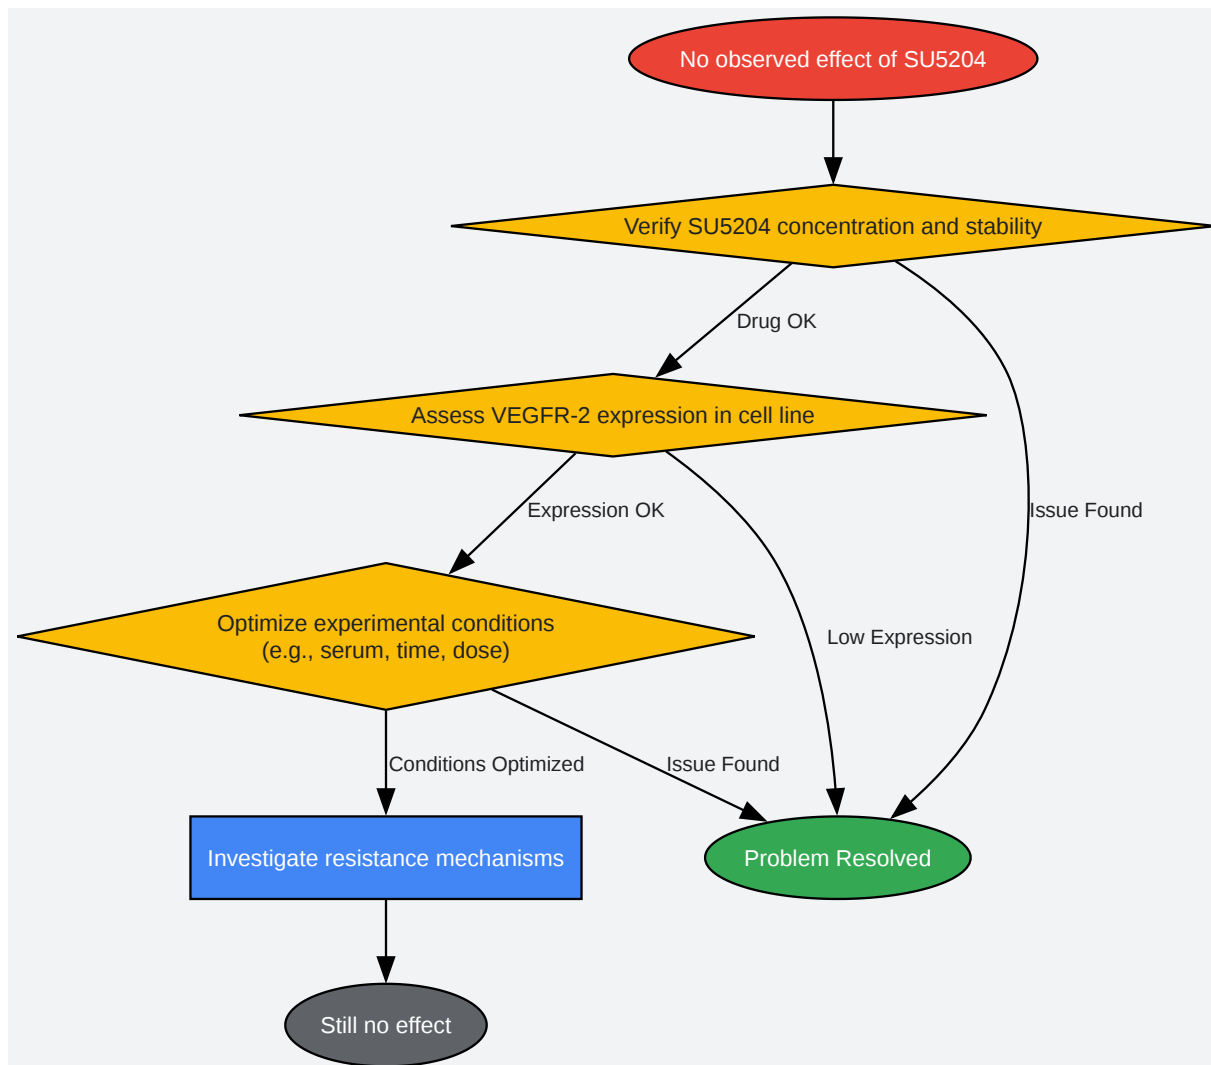 No observed effect of SU5204
Verify SU5204 concentration and stability
Drug OK
Assess VEGFR-2 expression in cell line
Expression OK
Issue Found
Optimize experimental conditions
(e.g., serum, time, dose)
Low Expression
Conditions Optimized
Issue Found
Investigate resistance mechanisms
Problem Resolved
Still no effect